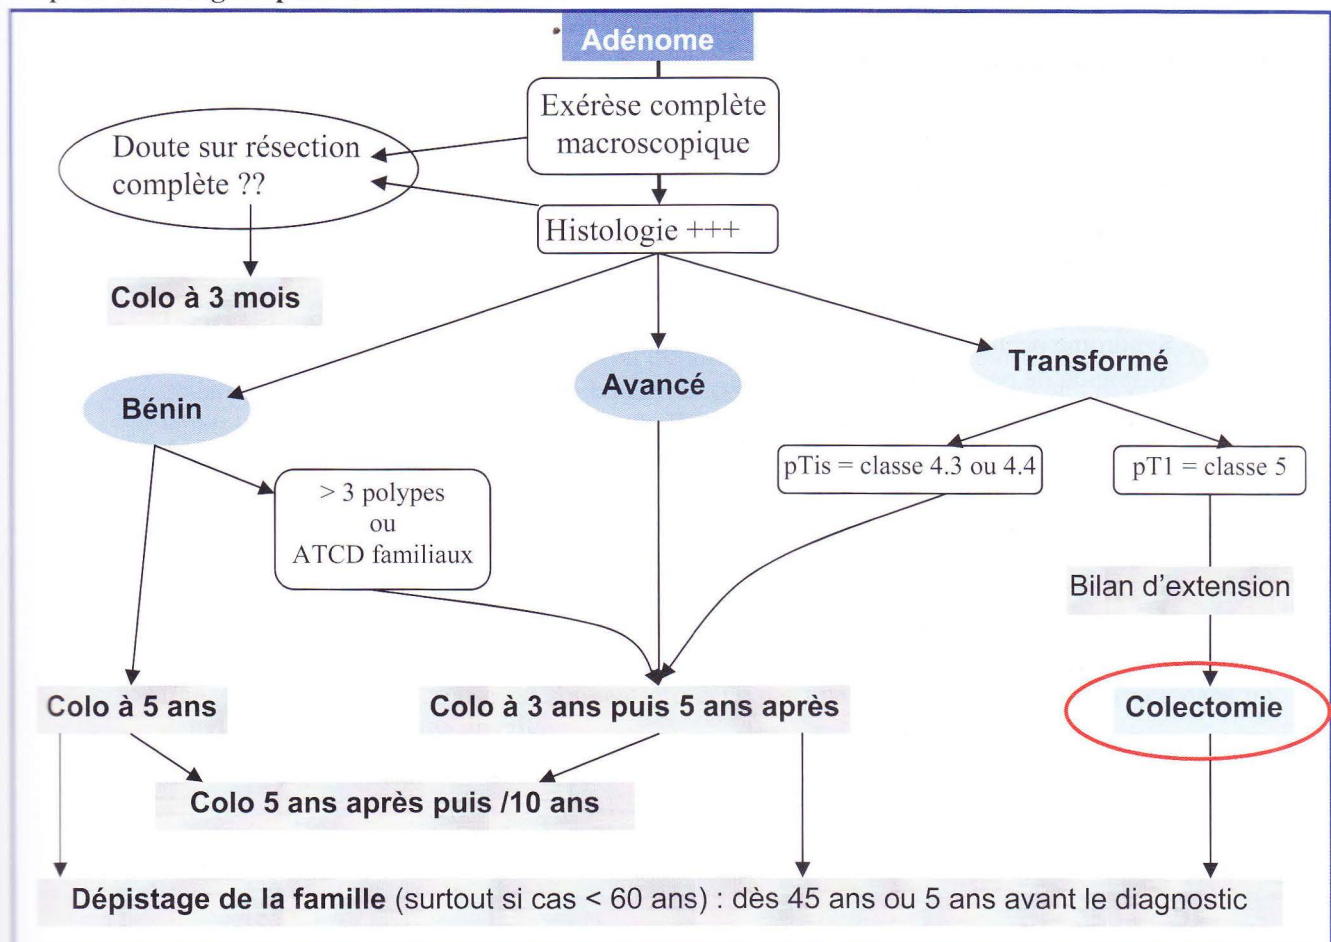 Adénome
Exérèse complète
macroscopique
Doute sur résection
complète ??
Histologie +++
Colo à 3 mois
Bénin
Avancé
Transformé
> 3 polypes
ou
ATCD familiaux
pTis = classe 4.3 ou 4.4
pT1 = classe 5
Bilan d'extension
Colo à 5 ans
Colo à 3 ans puis 5 ans après
Colectomie
Colo 5 ans après puis /10 ans
Dépistage de la famille (surtout si cas < 60 ans) : dès 45 ans ou 5 ans avant le diagnostic